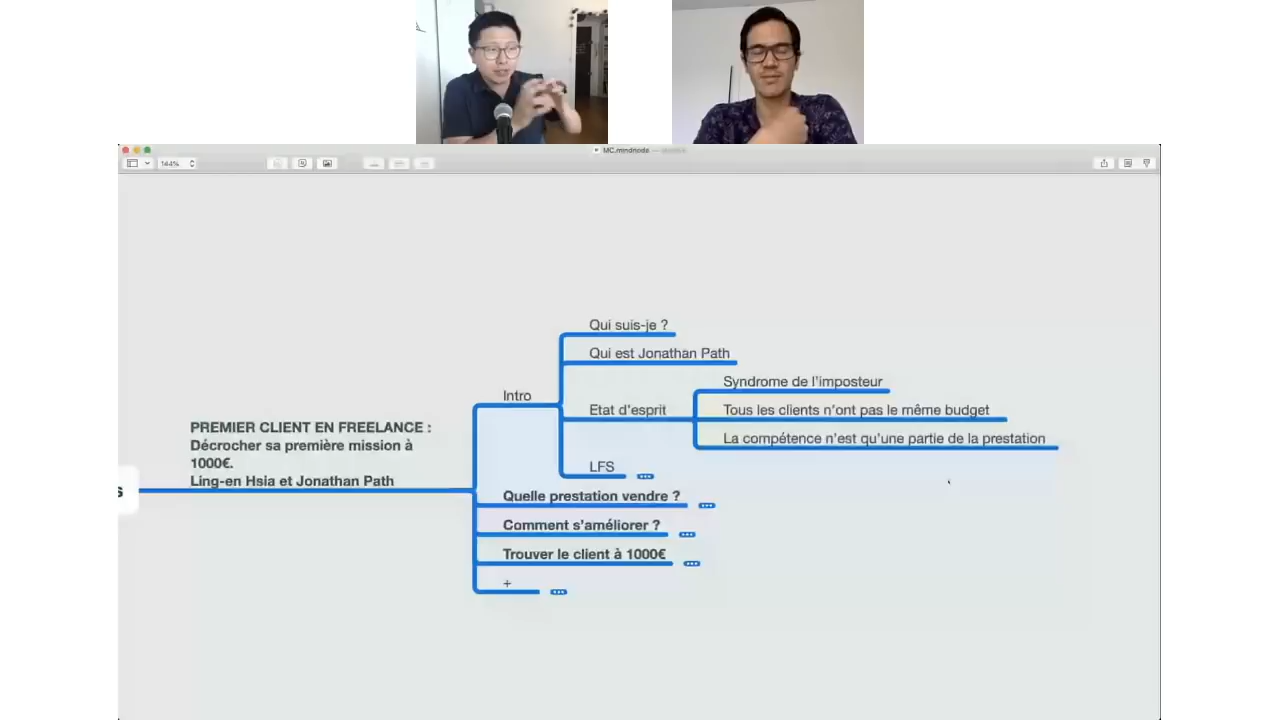 MC.mindnode
144%
Qui suis-je ?
Qui est Jonathan Path
Syndrome de l'imposteur
Intro
Etat d'esprit
Tous les clients n'ont pas le même budget
PREMIER CLIENT EN FREELANCE :
Décrocher sa première mission à
1000€.
Ling-en Hsia et Jonathan Path
La compétence n'est qu'une partie de la prestation
LFS
s
Quelle prestation vendre ?
Comment s'améliorer ?
Trouver le client à 1000€
+